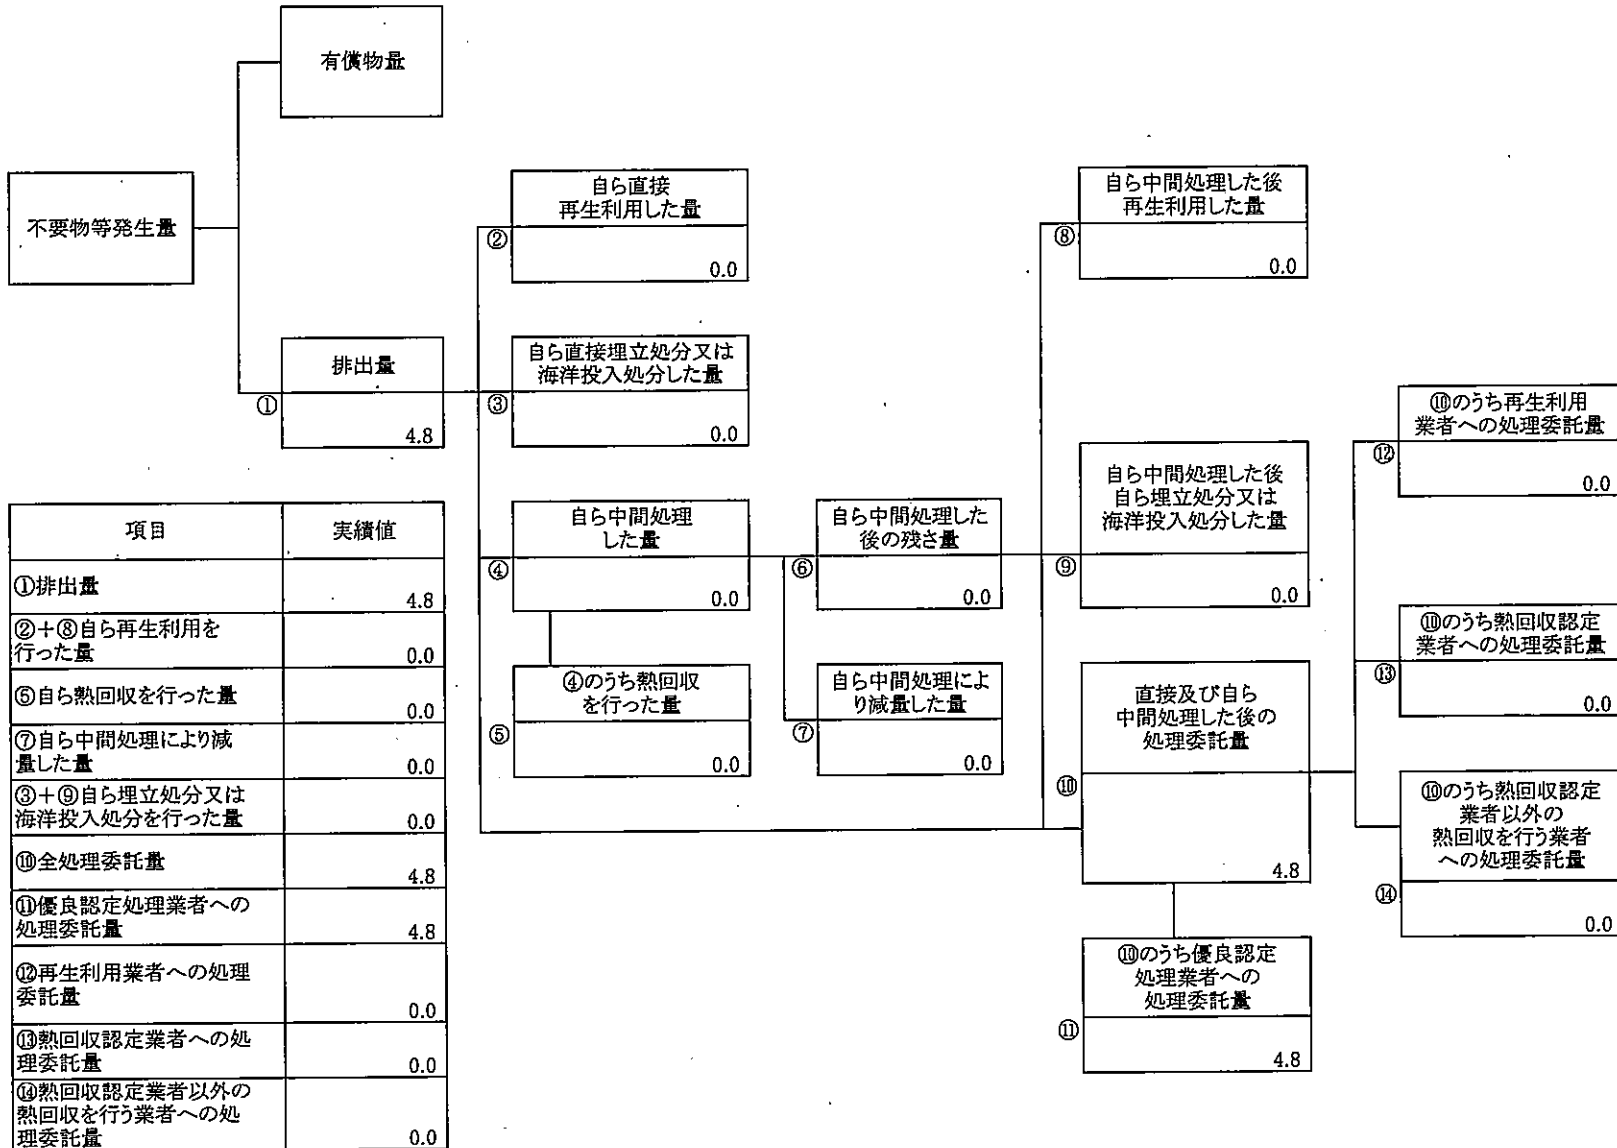 有償物量
不要物等発生量
排出量
①
4.8
自ら直接
再生利用した量
②
0.0
自ら直接埋立処分又は
海洋投入処分した量
③
0.0
自ら中間処理
した量
④
0.0
④のうち熱回収
を行った量
⑤
0.0
自ら中間処理した
後の残さ量
⑥
0.0
自ら中間処理によ
り減量した量
⑦
0.0
自ら中間処理した後
再生利用した量
⑧
0.0
自ら中間処理した後
自ら埋立処分又は
海洋投入処分した量
⑨
0.0
直接及び自ら
中間処理した後の
処理委託量
⑩
4.8
⑩のうち優良認定
処理業者への
処理委託量
⑪
4.8
⑩のうち再生利用
業者への処理委託量
⑫
0.0
⑩のうち熱回収認定
業者への処理委託量
⑬
0.0
⑩のうち熱回収認定
業者以外の
熱回収を行う業者
への処理委託量
⑭
0.0
項目 実績値
①排出量 4.8
②+⑧自ら再生利用を
行った量 0.0
⑤自ら熱回収を行った量 0.0
⑦自ら中間処理により減
量した量 0.0
③+⑨自ら埋立処分又は
海洋投入処分を行った量 0.0
⑩全処理委託量 4.8
⑪優良認定処理業者への
処理委託量 4.8
⑫再生利用業者への処理
委託量 0.0
⑬熱回収認定業者への処
理委託量 0.0
⑭熱回収認定業者以外の
熱回収を行う業者への処
理委託量 0.0